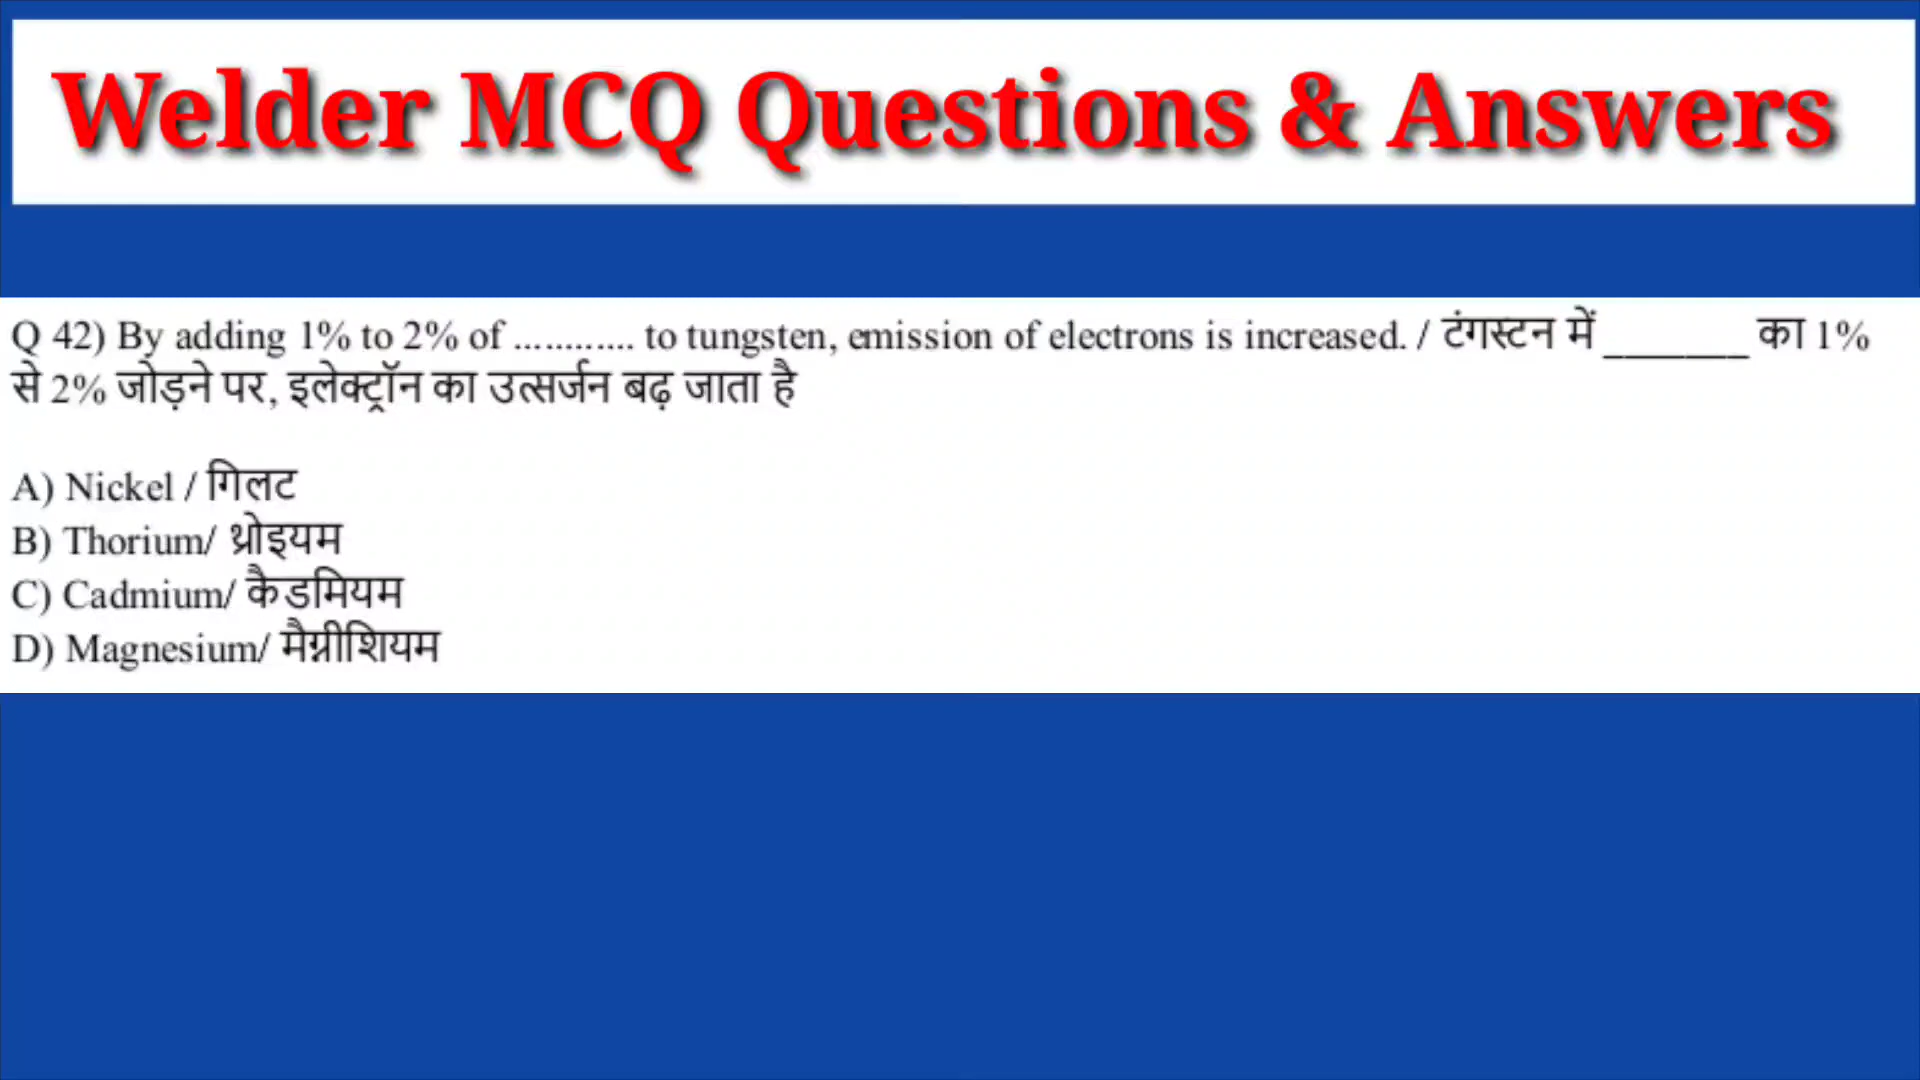 Welder MCQ Questions & Answers
Q 42) By adding 1% to 2% of ............ to tungsten, emission of electrons is increased. / टंगस्टन में _______ का 1%
से 2% जोड़ने पर, इलेक्ट्रॉन का उत्सर्जन बढ़ जाता है
A) Nickel / गिलट
B) Thorium/ थ्रोइयम
C) Cadmium/ कैडमियम
D) Magnesium/ मैग्नीशियम